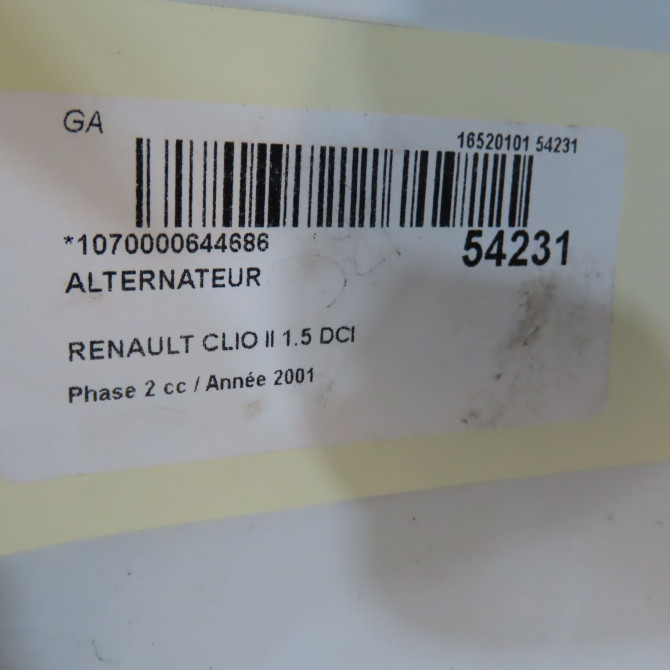 GA
16520101 54231
*1070000644686
54231
ALTERNATEUR
RENAULT CLIO II 1.5 DCI
Phase 2 cc / Année 2001